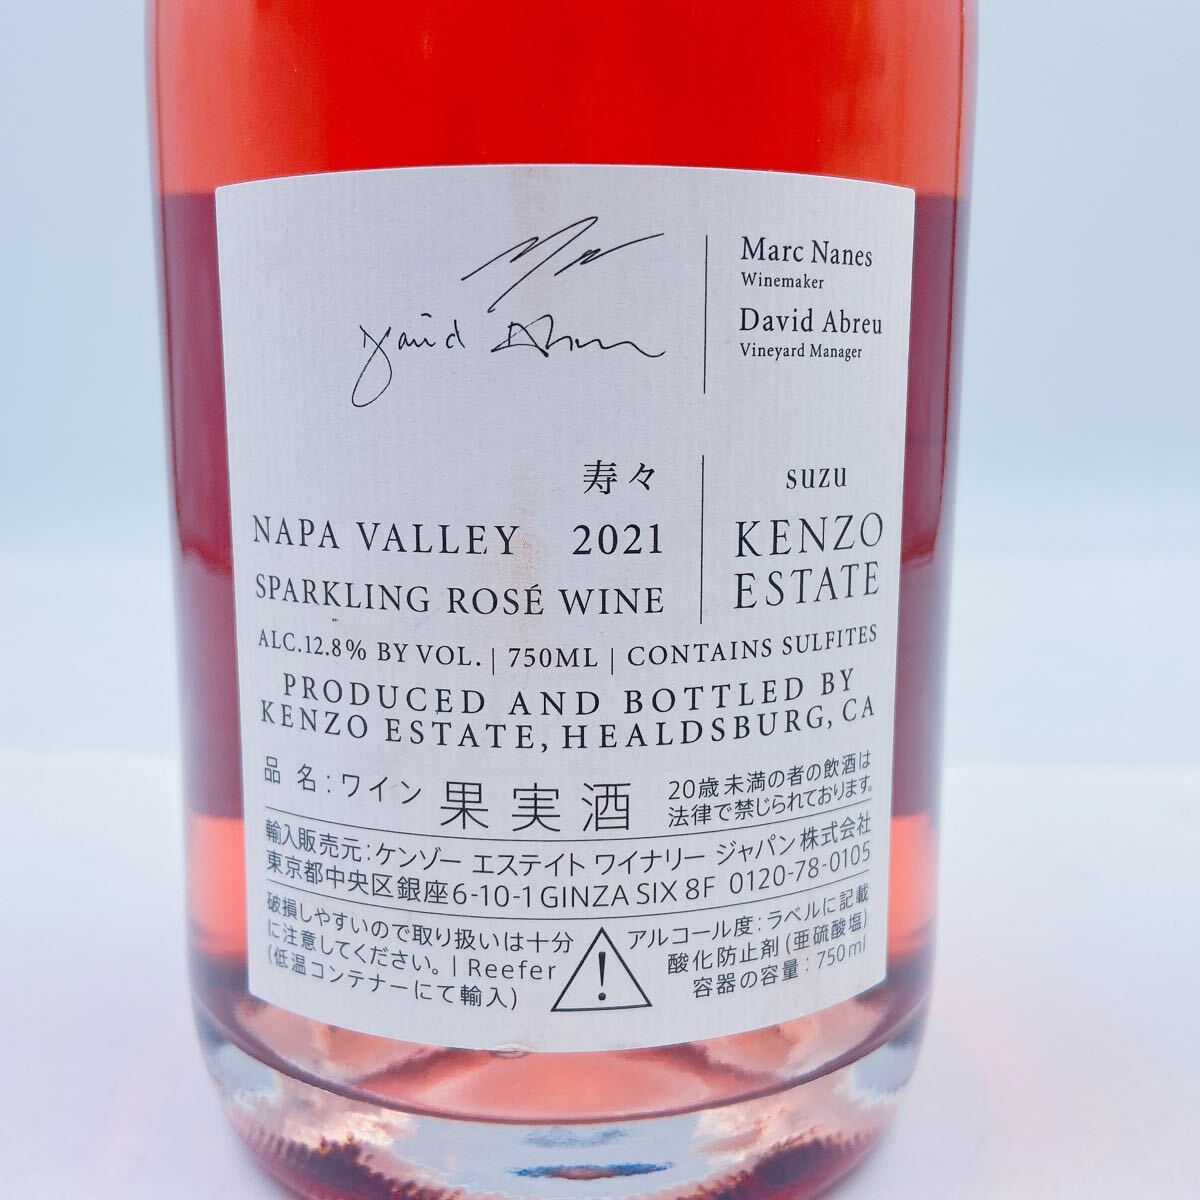 David Abreu
Marc Nanes
Winemaker
David Abreu
Vineyard Manager
寿々
NAPA VALLEY 2021
SPARKLING ROSÉ WINE
suzu
KENZO
ESTATE
ALC.12.8% BY VOL. | 750ML | CONTAINS SULFITES
PRODUCED AND BOTTLED BY
KENZO ESTATE, HEALDSBURG, CA
品 名 : ワイン 果実酒
20歳未満の者の飲酒は
法律で禁じられております。
輸入販売元 : ケンゾー エステイト ワイナリー ジャパン株式会社
東京都中央区銀座6-10-1 GINZA SIX 8F 0120-78-0105
破損しやすいので取り扱いは十分
に注意してください。 | Reefer
(低温コンテナーにて輸入)
アルコール度 : ラベルに記載
酸化防止剤 (亜硫酸塩)
容器の容量 : 750ml